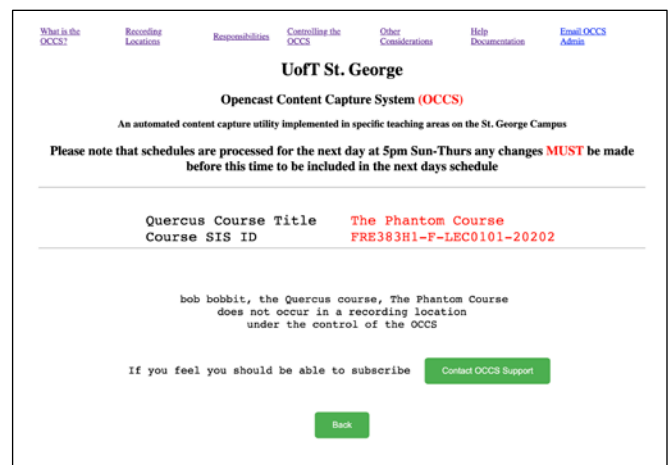 What is the OCCS?
Recording Locations
Responsibilities
Controlling the OCCS
Other Considerations
Help Documentation
Email OCCS Admin
UofT St. George
Opencast Content Capture System (OCCS)
An automated content capture utility implemented in specific teaching areas on the St. George Campus
Please note that schedules are processed for the next day at 5pm Sun-Thurs any changes MUST be made
before this time to be included in the next days schedule
Quercus Course Title The Phantom Course
Course SIS ID FRE383H1-F-LEC0101-20202
bob bobbit, the Quercus course, The Phantom Course
does not occur in a recording location
under the control of the OCCS
If you feel you should be able to subscribe Contact OCCS Support
Back